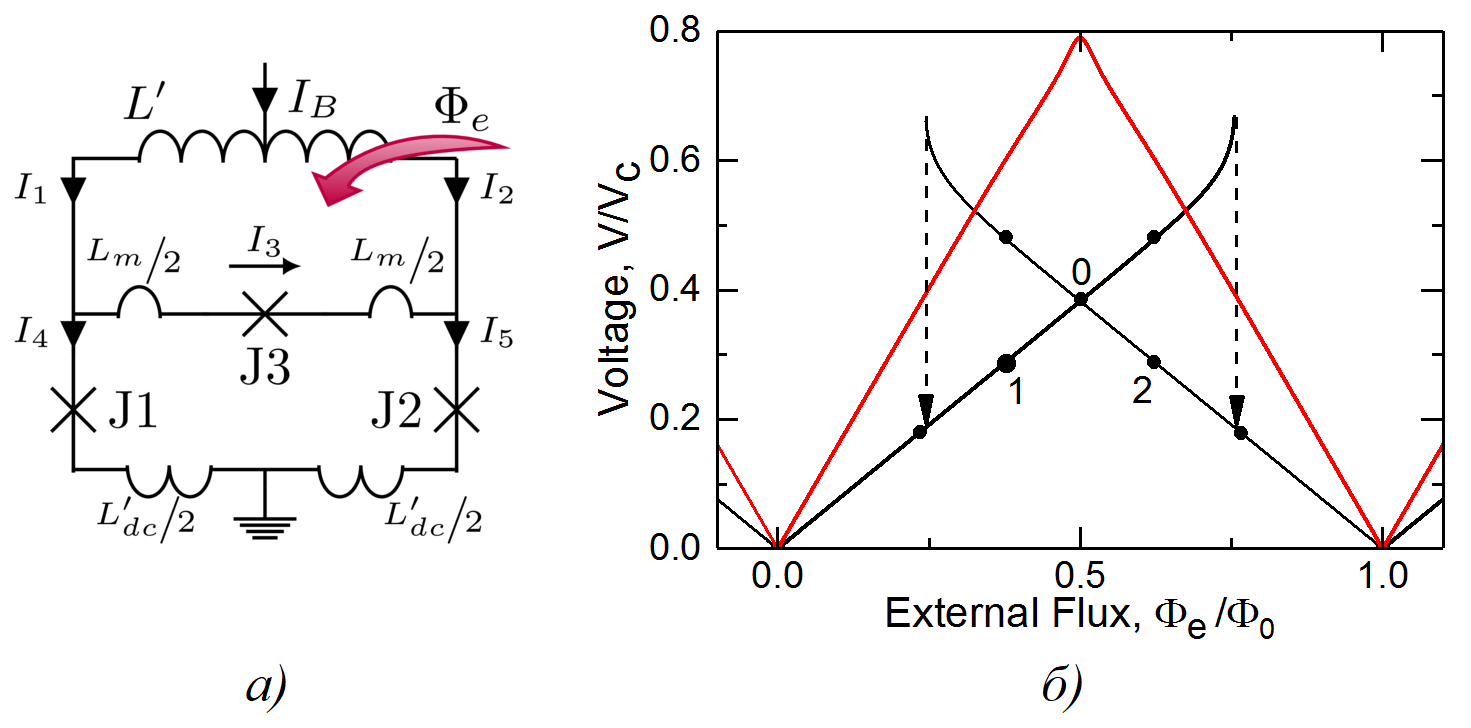 L′
I_B
Φ_e
I_1
I_2
L_m/2
I_3
L_m/2
I_4
J3
I_5
J1
J2
L′_dc/2
L′_dc/2
а)
0.8
0.6
0.4
0.2
0.0
Voltage, V/V_C
0
1
2
0.0
0.5
1.0
External Flux, Φ_e/Φ_0
б)